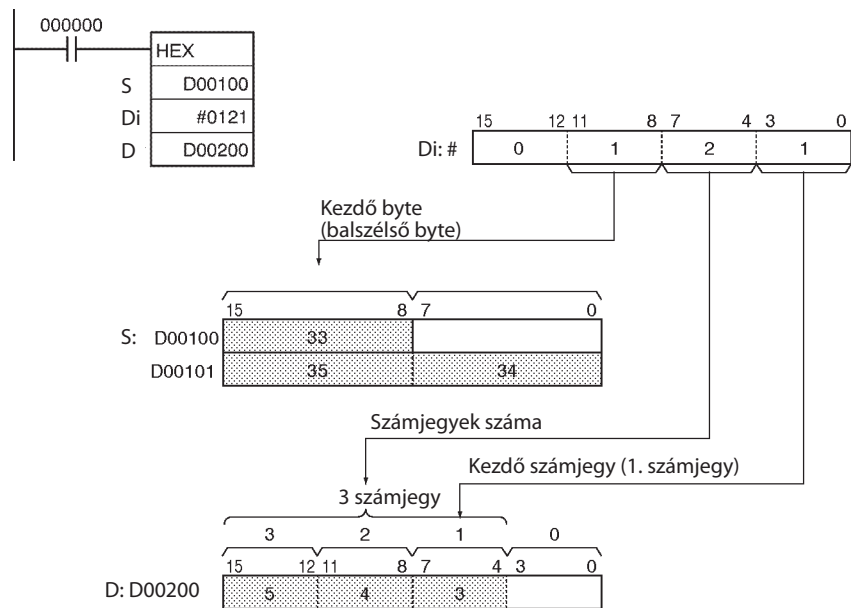 000000
HEX
S D00100
Di #0121
D D00200
15 12 11 8 7 4 3 0
Di: # 0 1 2 1
Kezdő byte
(balszélső byte)
15 8 7 0
S: D00100 33
D00101 35 34
Számjegyek száma
Kezdő számjegy (1. számjegy)
3 számjegy
3 2 1 0
15 12 11 8 7 4 3 0
D: D00200 5 4 3